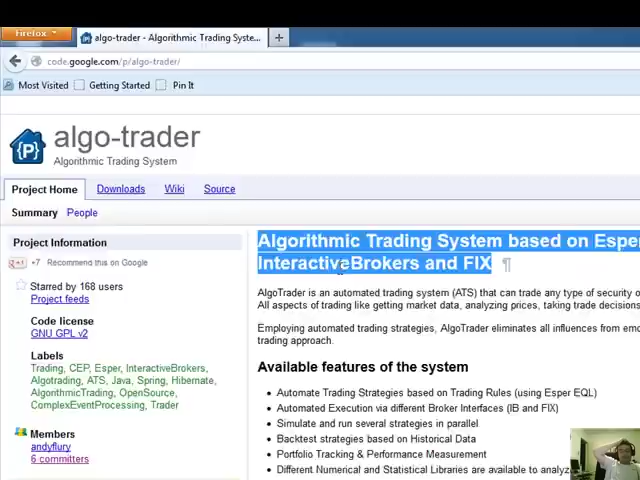 Firefox
algo-trader - Algorithmic Trading Syste...
code.google.com/p/algo-trader/
Most Visited
Pin It
{P}
algo-trader
Algorithmic Trading System
Project Home
Downloads
Wiki
Source
Summary
People
Project Information
+1 +7 Recommend this on Google
Starred by 168 users
Project feeds
Code license
GNU GPL v2
Labels
Trading, CEP, Esper, InteractiveBrokers,
Algotrading, ATS, Java, Spring, Hibernate,
AlgorithmicTrading, OpenSource,
ComplexEventProcessing, Trader
Members
andyflury
6 committers
Algorithmic Trading System based on Esper
InteractiveBrokers and FIX ¶
AlgoTrader is an automated trading system (ATS) that can trade any type of security o
All aspects of trading like getting market data, analyzing prices, taking trade decisions
Employing automated trading strategies, AlgoTrader eliminates all influences from emo
trading approach.
Available features of the system
Automate Trading Strategies based on Trading Rules (using Esper EQL)
Automated Execution via different Broker Interfaces (IB and FIX)
Simulate and run several strategies in parallel
Backtest strategies based on Historical Data
Portfolio Tracking & Performance Measurement
Different Numerical and Statistical Libraries are available to analyz